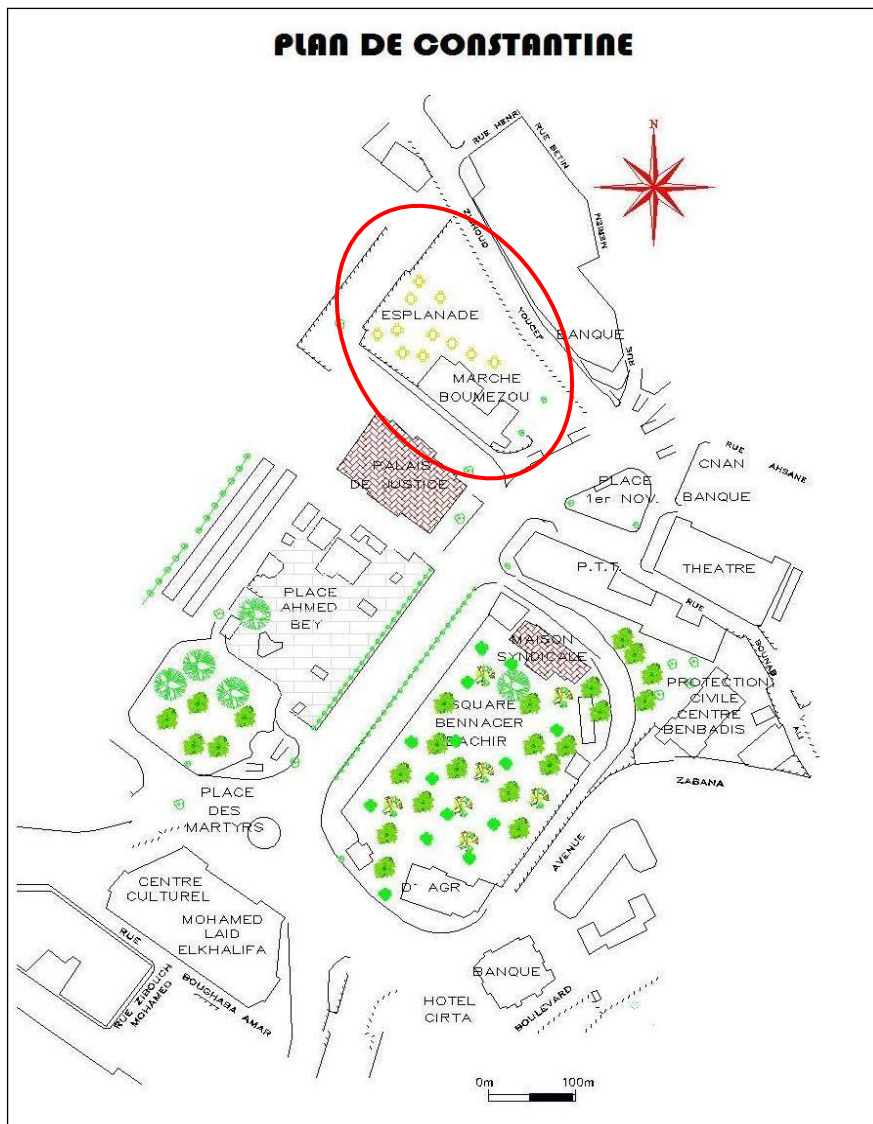 PLAN DE CONSTANTINE
N
RUE HENRI
RUE BETIN
MERIEM
ZIGHOUD
YOUCEF
RUE
ESPLANADE
BANQUE
MARCHE
BOUMEZOU
PALAIS
DE JUSTICE
PLACE
1er NOV.
RUE
AHSANE
CNAN
BANQUE
P.T.T.
THEATRE
RUE
BOUNAB
PLACE
AHMED
BEY
MAISON
SYNDICALE
SQUARE
BENNACER
BACHIR
PROTECTION
CIVILE
CENTRE
BENBADIS
ZABANA
AVENUE
PLACE
DES
MARTYRS
CENTRE
CULTUREL
MOHAMED
LAID
ELKHALIFA
RUE
RUE ZIBOUCH
MOHAMED
BOUGHABA AMAR
AGR
BANQUE
HOTEL
CIRTA
BOULEVARD
0m
100m